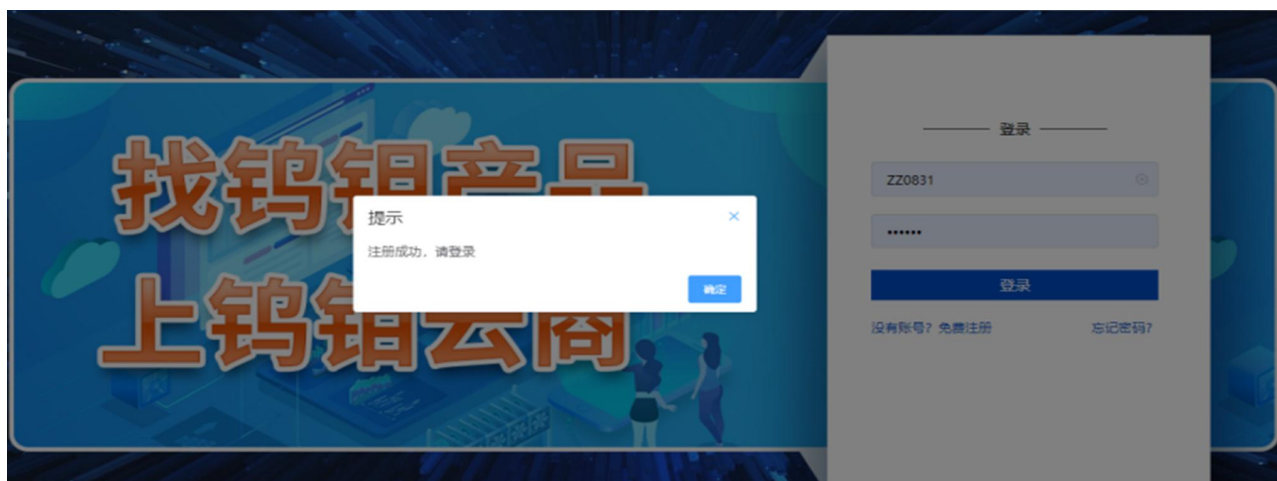 找钨钼产品
上钨钼云商
提示
注册成功，请登录
确定
登录
ZZ0831
••••••
登录
没有账号？免费注册
忘记密码？